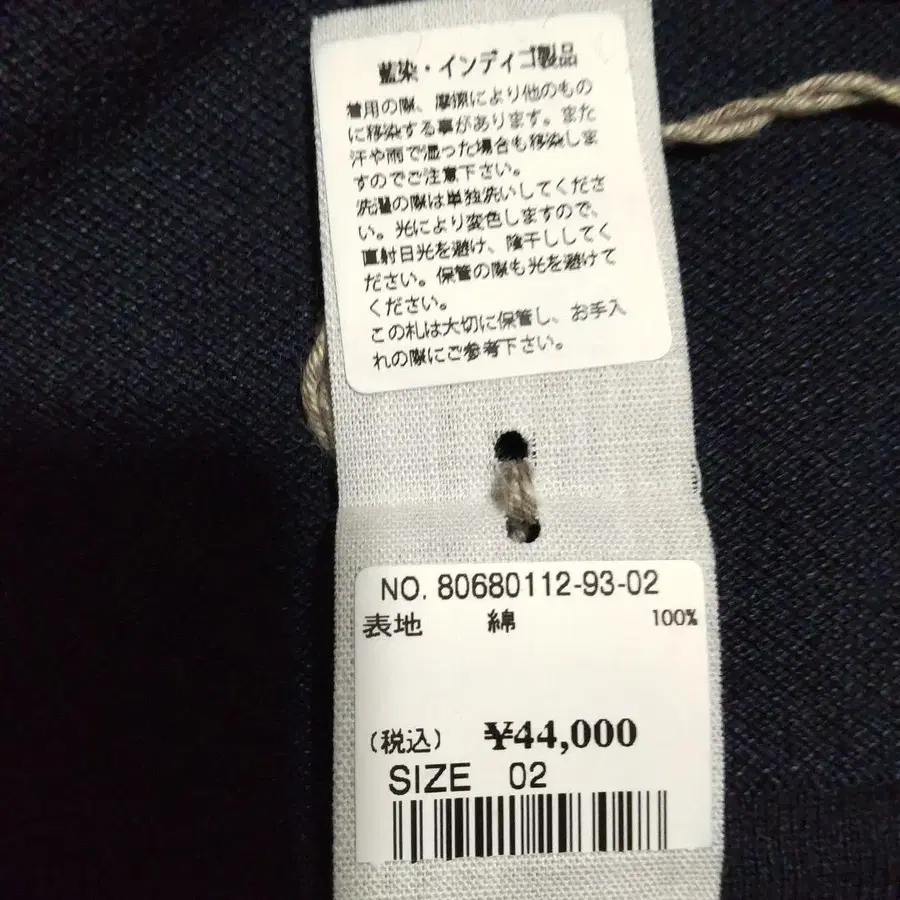 藍染・インディゴ製品
着用の際、摩擦により他のもの
に移染する事があります。また
汗や雨で湿った場合も移染しま
すのでご注意下さい。
洗濯の際は単独洗いしてくださ
い。光により変色しますので、
直射日光を避け、陰干ししてく
ださい。保管の際も光を避けて
ください。
この札は大切に保管し、お手入
れの際にご参考下さい。
NO. 80680112-93-02
表地 綿 100%
(税込) ¥44,000
SIZE 02